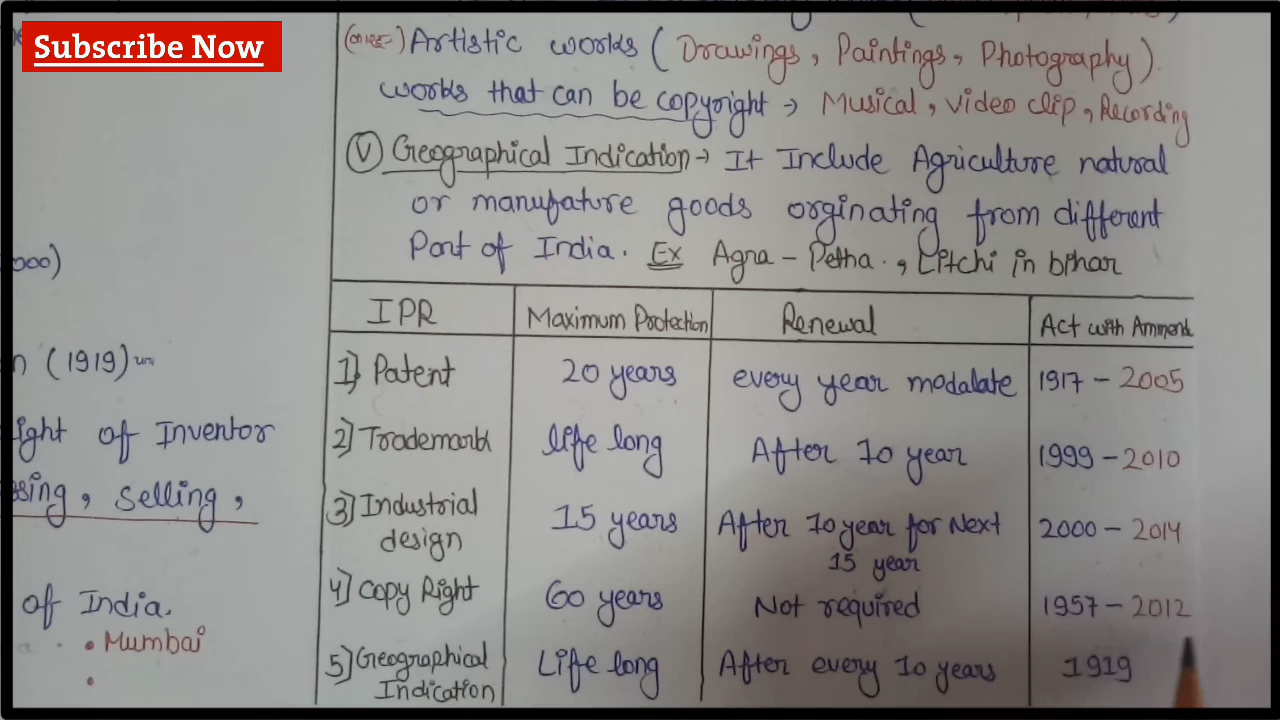 Subscribe Now
Artistic works ( Drawings, Paintings, Photography).
works that can be copyright → Musical, video clip, Recording
Ⓥ Geographical Indication → It Include Agriculture natural
or manufature goods orginating from different
Part of India. Ex Agra - Petha., Litchi in bihar
000)
IPR Maximum Protection Renewal Act with Ammend
n (1919)
1) Patent 20 years every year modalate 1917 - 2005
ight of Inventor
2) Trademark life long After 10 year 1999 - 2010
ssing, Selling,
3) Industrial design 15 years After 10 year for Next 15 year 2000 - 2014
of India.
4) Copy Right 60 years Not required 1957 - 2012
• Mumbai
5) Geographical Indication Life long After every 10 years 1919